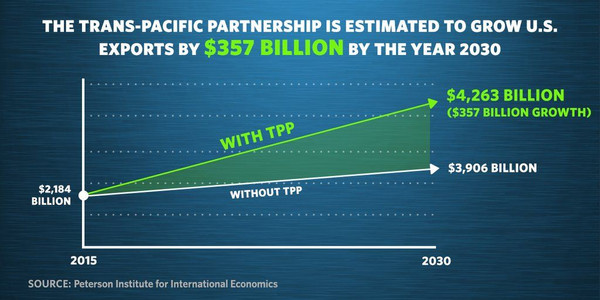 THE TRANS-PACIFIC PARTNERSHIP IS ESTIMATED TO GROW U.S.
EXPORTS BY $357 BILLION BY THE YEAR 2030
$4,263 BILLION
($357 BILLION GROWTH)
WITH TPP
$3,906 BILLION
$2,184
BILLION
WITHOUT TPP
2015
2030
SOURCE: Peterson Institute for International Economics